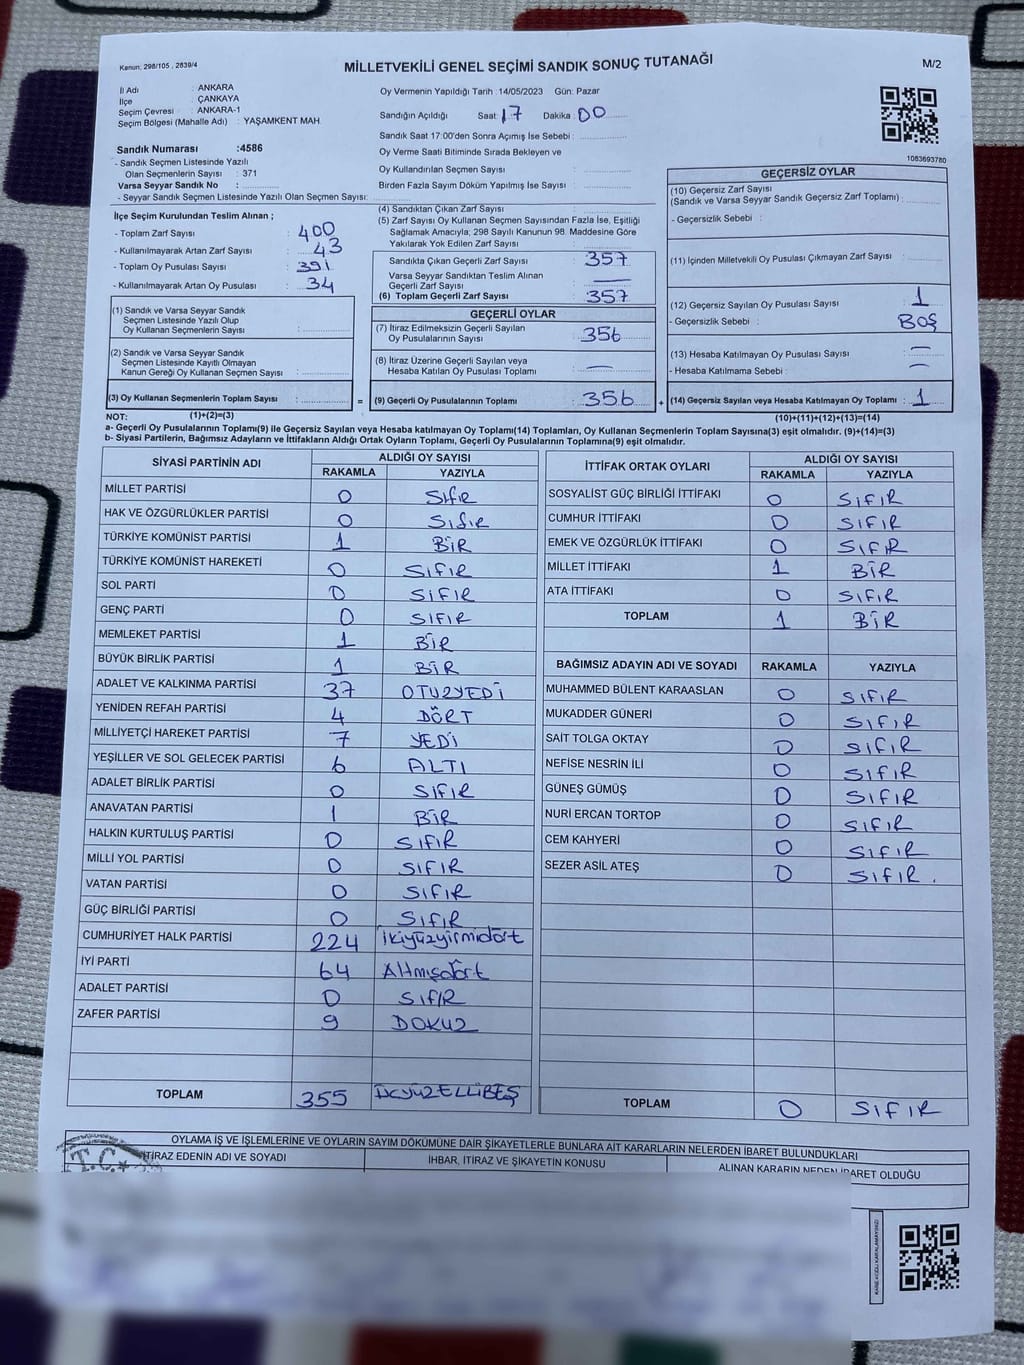 Kanun; 298/105 , 2839/4
MİLLETVEKİLİ GENEL SEÇİMİ SANDIK SONUÇ TUTANAĞI
M/2
İl Adı : ANKARA
İlçe : ÇANKAYA
Seçim Çevresi : ANKARA-1
Seçim Bölgesi (Mahalle Adı) : YAŞAMKENT MAH.
Oy Vermenin Yapıldığı Tarih : 14/05/2023 Gün: Pazar
Sandığın Açıldığı Saat: 17 Dakika : 00
Sandık Saat 17:00'den Sonra Açımış İse Sebebi :
Oy Verme Saati Bitiminde Sırada Bekleyen ve
Oy Kullandırılan Seçmen Sayısı :
Birden Fazla Sayım Döküm Yapılmış İse Sayısı :
1083693780
Sandık Numarası :4586
- Sandık Seçmen Listesinde Yazılı
Olan Seçmenlerin Sayısı : 371
Varsa Seyyar Sandık No :
- Seyyar Sandık Seçmen Listesinde Yazılı Olan Seçmen Sayısı:
İlçe Seçim Kurulundan Teslim Alınan ;
- Toplam Zarf Sayısı : 400
- Kullanılmayarak Artan Zarf Sayısı : 43
- Toplam Oy Pusulası Sayısı : 391
- Kullanılmayarak Artan Oy Pusulası : 34
(1) Sandık ve Varsa Seyyar Sandık
Seçmen Listesinde Yazılı Olup
Oy Kullanan Seçmenlerin Sayısı :
(2) Sandık ve Varsa Seyyar Sandık
Seçmen Listesinde Kayıtlı Olmayan
Kanun Gereği Oy Kullanan Seçmen Sayısı :
(3) Oy Kullanan Seçmenlerin Toplam Sayısı :
(4) Sandıktan Çıkan Zarf Sayısı :
(5) Zarf Sayısı Oy Kullanan Seçmen Sayısından Fazla İse, Eşitliği
Sağlamak Amacıyla; 298 Sayılı Kanunun 98. Maddesine Göre
Yakılarak Yok Edilen Zarf Sayısı :
Sandıkta Çıkan Geçerli Zarf Sayısı : 357
Varsa Seyyar Sandıktan Teslim Alınan
Geçerli Zarf Sayısı : —
(6) Toplam Geçerli Zarf Sayısı : 357
GEÇERLİ OYLAR
(7) İtiraz Edilmeksizin Geçerli Sayılan
Oy Pusulalarının Sayısı : 356
(8) İtiraz Üzerine Geçerli Sayılan veya
Hesaba Katılan Oy Pusulası Toplamı : —
= (9) Geçerli Oy Pusulalarının Toplamı : 356 +
GEÇERSİZ OYLAR
(10) Geçersiz Zarf Sayısı
(Sandık ve Varsa Seyyar Sandık Geçersiz Zarf Toplamı) :
- Geçersizlik Sebebi :
(11) İçinden Milletvekili Oy Pusulası Çıkmayan Zarf Sayısı :
(12) Geçersiz Sayılan Oy Pusulası Sayısı : 1
- Geçersizlik Sebebi : BOŞ
(13) Hesaba Katılmayan Oy Pusulası Sayısı : —
- Hesaba Katılmama Sebebi : —
(14) Geçersiz Sayılan veya Hesaba Katılmayan Oy Toplamı : 1
NOT: (1)+(2)=(3) (10)+(11)+(12)+(13)=(14)
a- Geçerli Oy Pusulaların Toplamı(9) ile Geçersiz Sayılan veya Hesaba katılmayan Oy Toplamı(14) Toplamları, Oy Kullanan Seçmenlerin Toplam Sayısına(3) eşit olmalıdır. (9)+(14)=(3)
b- Siyasi Partilerin, Bağımsız Adayların ve İttifakların Aldığı Ortak Oyların Toplamı, Geçerli Oy Pusulalarının Toplamına(9) eşit olmalıdır.
SİYASİ PARTİNİN ADI ALDIĞI OY SAYISI
RAKAMLA YAZIYLA
MİLLET PARTİSİ 0 Sıfır
HAK VE ÖZGÜRLÜKLER PARTİSİ 0 Sıfır
TÜRKİYE KOMÜNİST PARTİSİ 1 BİR
TÜRKİYE KOMÜNİST HAREKETİ 0 SIFIR
SOL PARTİ 0 SIFIR
GENÇ PARTİ 0 SIFIR
MEMLEKET PARTİSİ 1 BİR
BÜYÜK BİRLİK PARTİSİ 1 BİR
ADALET VE KALKINMA PARTİSİ 37 OTUZYEDİ
YENİDEN REFAH PARTİSİ 4 DÖRT
MİLLİYETÇİ HAREKET PARTİSİ 7 YEDİ
YEŞİLLER VE SOL GELECEK PARTİSİ 6 ALTI
ADALET BİRLİK PARTİSİ 0 SIFIR
ANAVATAN PARTİSİ 1 BİR
HALKIN KURTULUŞ PARTİSİ 0 SIFIR
MİLLİ YOL PARTİSİ 0 SIFIR
VATAN PARTİSİ 0 SIFIR
GÜÇ BİRLİĞİ PARTİSİ 0 SIFIR
CUMHURİYET HALK PARTİSİ 224 İkiyüzyirmidört
İYİ PARTİ 64 Altmışdört
ADALET PARTİSİ 0 SIFIR
ZAFER PARTİSİ 9 DOKUZ
TOPLAM 355 ÜÇYÜZELLİBEŞ
İTTİFAK ORTAK OYLARI ALDIĞI OY SAYISI
RAKAMLA YAZIYLA
SOSYALİST GÜÇ BİRLİĞİ İTTİFAKI 0 SIFIR
CUMHUR İTTİFAKI 0 SIFIR
EMEK VE ÖZGÜRLÜK İTTİFAKI 0 SIFIR
MİLLET İTTİFAKI 1 BİR
ATA İTTİFAKI 0 SIFIR
TOPLAM 1 BİR
BAĞIMSIZ ADAYIN ADI VE SOYADI RAKAMLA YAZIYLA
MUHAMMED BÜLENT KARAASLAN 0 SIFIR
MUKADDER GÜNERİ 0 SIFIR
SAİT TOLGA OKTAY 0 SIFIR
NEFİSE NESRİN İLİ 0 SIFIR
GÜNEŞ GÜMÜŞ 0 SIFIR
NURİ ERCAN TORTOP 0 SIFIR
CEM KAHYERİ 0 SIFIR
SEZER ASİL ATEŞ 0 SIFIR .
TOPLAM 0 SIFIR
OYLAMA İŞ VE İŞLEMLERİNE VE OYLARIN SAYIM DÖKÜMÜNE DAİR ŞİKAYETLERLE BUNLARA AİT KARARLARIN NELERDEN İBARET BULUNDUKLARI
T.C.
İTİRAZ EDENİN ADI VE SOYADI İHBAR, İTİRAZ VE ŞİKAYETİN KONUSU ALINAN KARARIN NEDEN İBARET OLDUĞU
KARE KODU KARALAMAYINIZ!